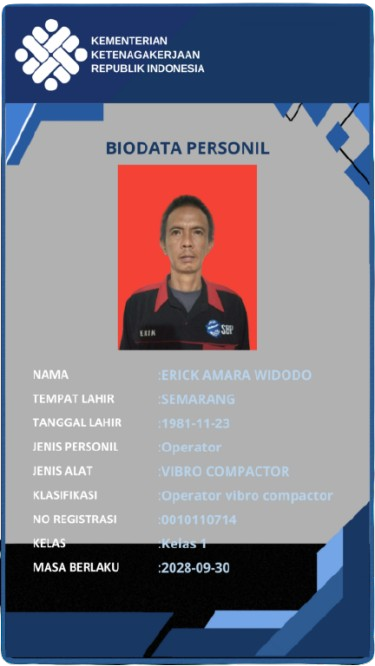 KEMENTERIAN
KETENAGAKERJAAN
REPUBLIK INDONESIA
BIODATA PERSONIL
NAMA :ERICK AMARA WIDODO
TEMPAT LAHIR :SEMARANG
TANGGAL LAHIR :1981-11-23
JENIS PERSONIL :Operator
JENIS ALAT :VIBRO COMPACTOR
KLASIFIKASI :Operator vibro compactor
NO REGISTRASI :0010110714
KELAS :Kelas 1
MASA BERLAKU :2028-09-30